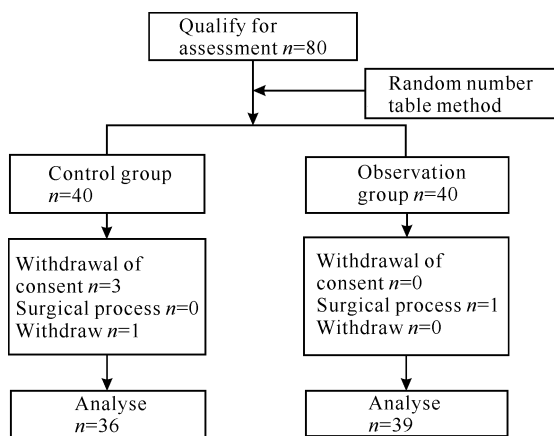 Qualify for
assessment n=80
Random number
table method
Control group
n=40
Observation
group n=40
Withdrawal of
consent n=3
Surgical process n=0
Withdraw n=1
Withdrawal of
consent n=0
Surgical process n=1
Withdraw n=0
Analyse
n=36
Analyse
n=39